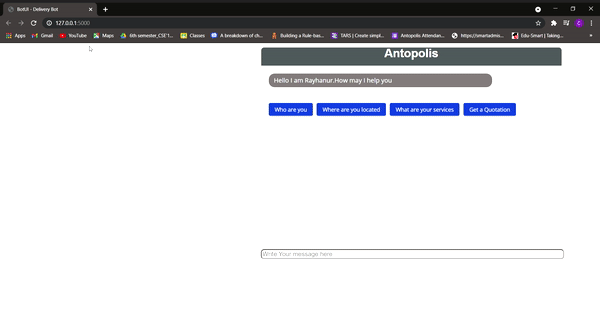 BotUI - Delivery Bot
127.0.0.1:5000
Apps Gmail YouTube Maps 6th semester_CSE'1... Classes A breakdown of ch... Building a Rule-bas... TARS | Create simpl... Antopolis Attendan... https://smartadmis... Edu-Smart | Taking...
Antopolis
Hello I am Rayhanur.How may I help you
Who are you Where are you located What are your services Get a Quotation
Write Your message here